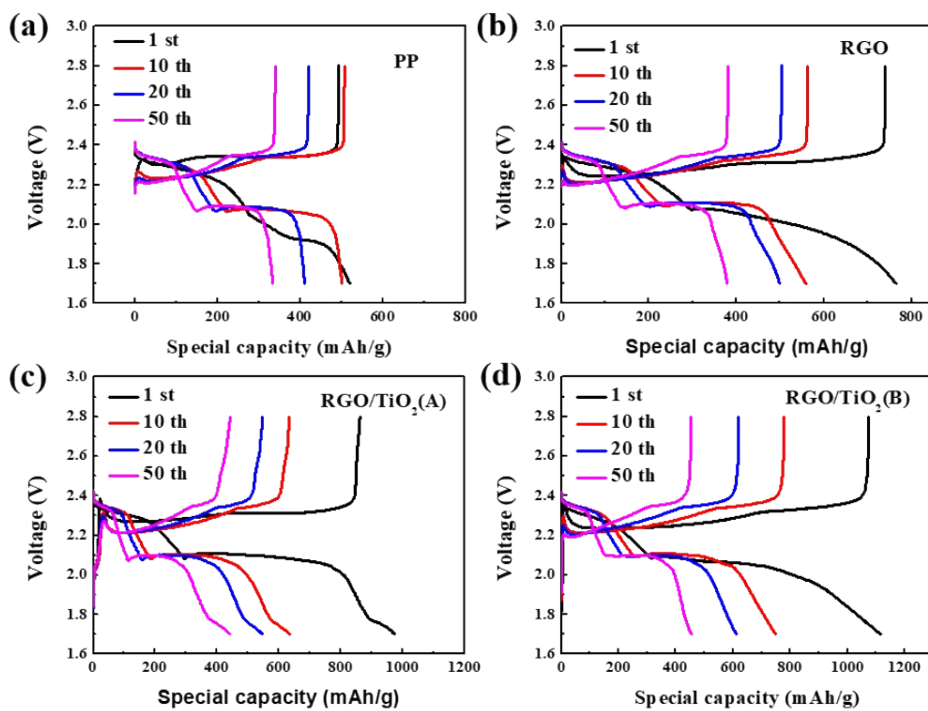 (a)
PP
1 st
10 th
20 th
50 th
3.0
2.8
2.6
2.4
2.2
2.0
1.8
1.6
Voltage (V)
0 200 400 600 800
Special capacity (mAh/g)
(b)
RGO
1 st
10 th
20 th
50 th
3.0
2.8
2.6
2.4
2.2
2.0
1.8
1.6
Voltage (V)
0 200 400 600 800
Special capacity (mAh/g)
(c)
RGO/TiO₂(A)
1 st
10 th
20 th
50 th
3.0
2.8
2.4
2.0
1.6
Voltage (V)
0 200 400 600 800 1000 1200
Special capacity (mAh/g)
(d)
RGO/TiO₂(B)
1 st
10 th
20 th
50 th
3.0
2.8
2.6
2.4
2.2
2.0
1.8
1.6
Voltage (V)
0 200 400 600 800 1000 1200
Special capacity (mAh/g)